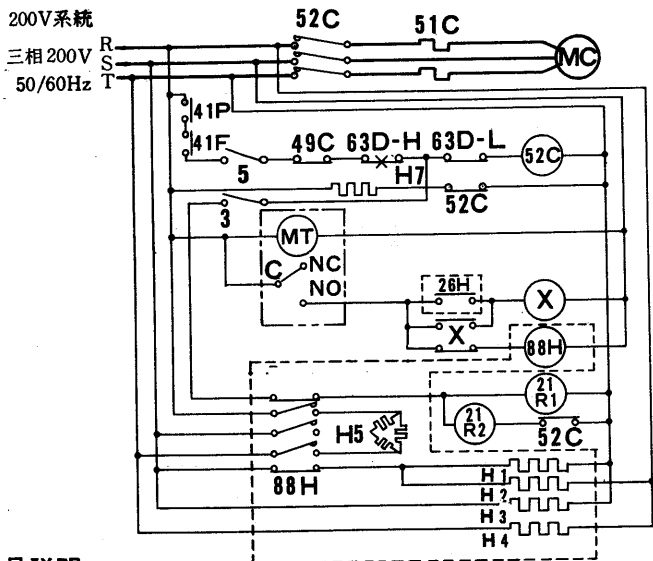 200V系統
52C
51C
R
三相200V S
50/60Hz T
MC
41P
41F
49C
63D-H
63D-L
52C
5
H7
52C
3
MT
C
NC
NO
26H
X
X
88H
21
R1
21
R2
H5
52C
88H
H1
H2
H3
H4